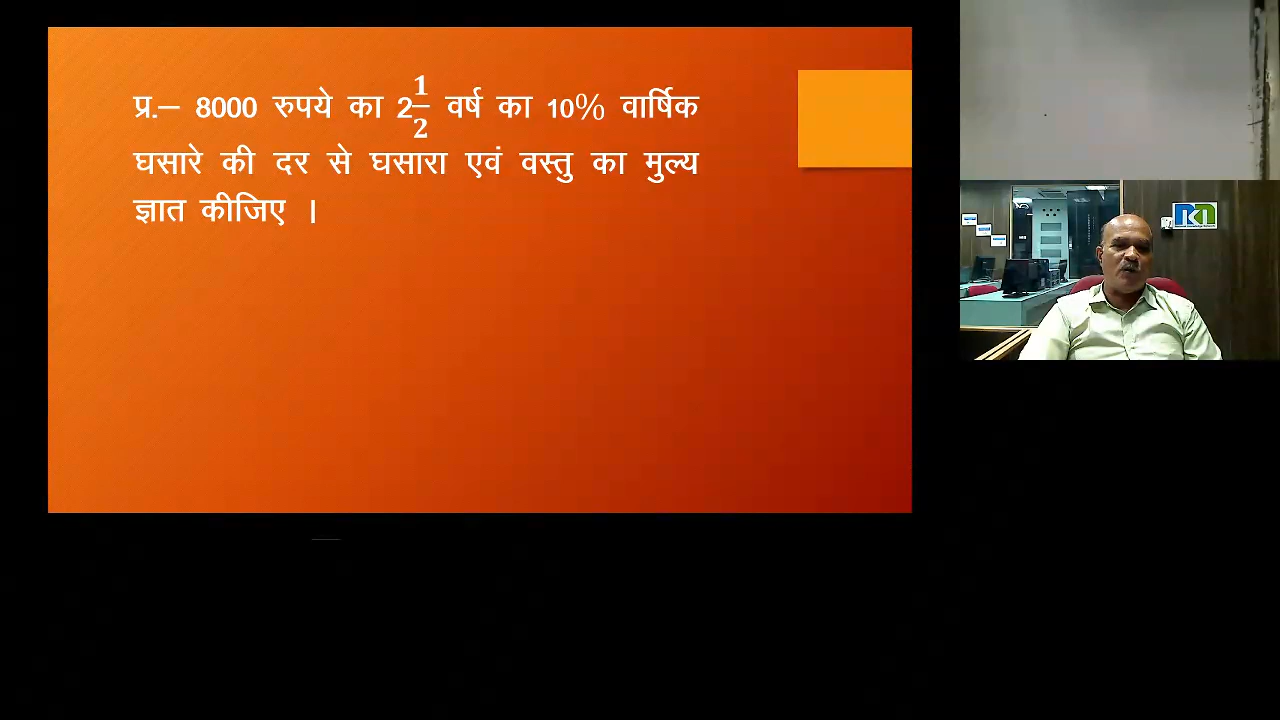 प्र.– 8000 रुपये का 2 1/2 वर्ष का 10% वार्षिक
घसारे की दर से घसारा एवं वस्तु का मुल्य
ज्ञात कीजिए ।